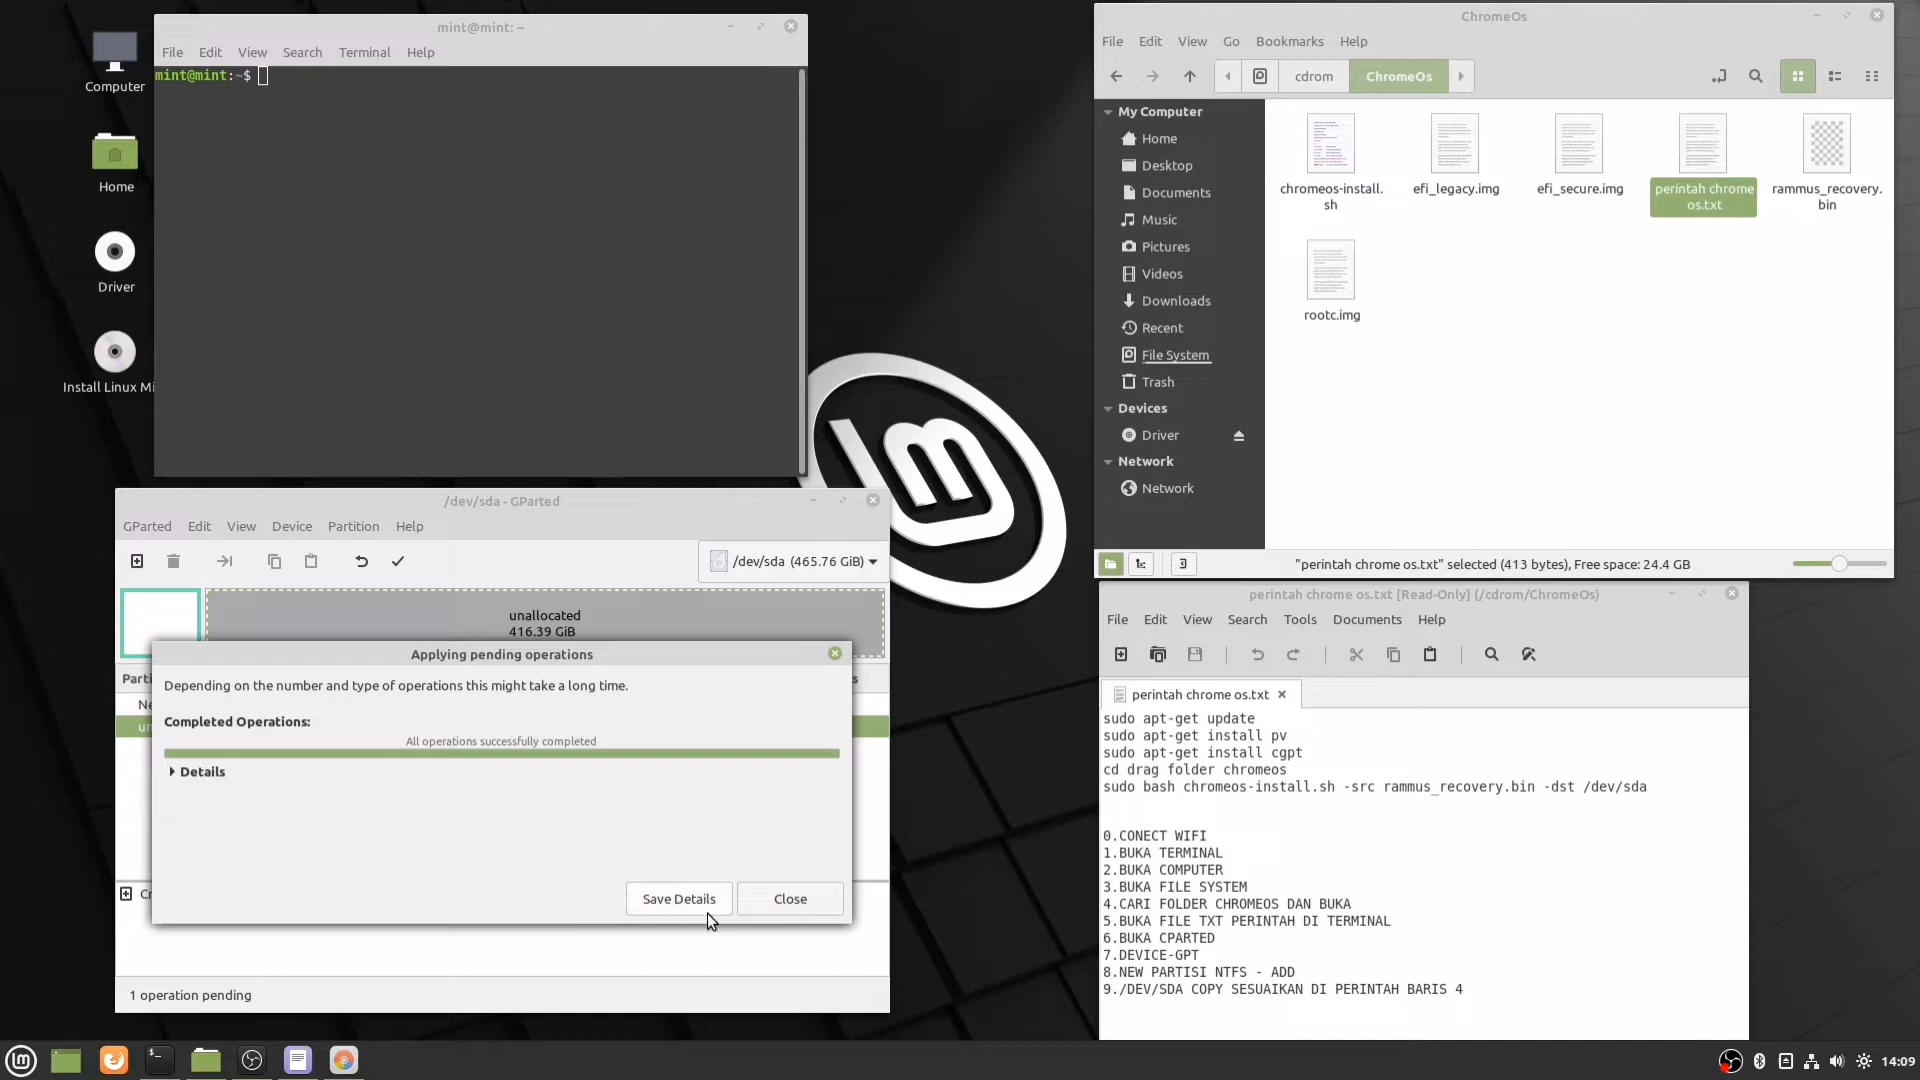 Computer
Home
Driver
Install Linux Mi
mint@mint: ~
File Edit View Search Terminal Help
mint@mint:~$
ChromeOs
File Edit View Go Bookmarks Help
cdrom ChromeOs
My Computer
Home
Desktop
Documents
Music
Pictures
Videos
Downloads
Recent
File System
Trash
Devices
Driver
Network
Network
chromeos-install.
sh
efi_legacy.img
efi_secure.img
perintah chrome
os.txt
rammus_recovery.
bin
rootc.img
"perintah chrome os.txt" selected (413 bytes), Free space: 24.4 GB
/dev/sda - GParted
GParted Edit View Device Partition Help
/dev/sda (465.76 GiB)
unallocated
416.39 GiB
Parti
s
Ne
un
Applying pending operations
Depending on the number and type of operations this might take a long time.
Completed Operations:
All operations successfully completed
Details
Save Details
Close
Cr
1 operation pending
perintah chrome os.txt [Read-Only] (/cdrom/ChromeOs)
File Edit View Search Tools Documents Help
perintah chrome os.txt
sudo apt-get update
sudo apt-get install pv
sudo apt-get install cgpt
cd drag folder chromeos
sudo bash chromeos-install.sh -src rammus_recovery.bin -dst /dev/sda
0.CONECT WIFI
1.BUKA TERMINAL
2.BUKA COMPUTER
3.BUKA FILE SYSTEM
4.CARI FOLDER CHROMEOS DAN BUKA
5.BUKA FILE TXT PERINTAH DI TERMINAL
6.BUKA CPARTED
7.DEVICE-GPT
8.NEW PARTISI NTFS - ADD
9./DEV/SDA COPY SESUAIKAN DI PERINTAH BARIS 4
14:09